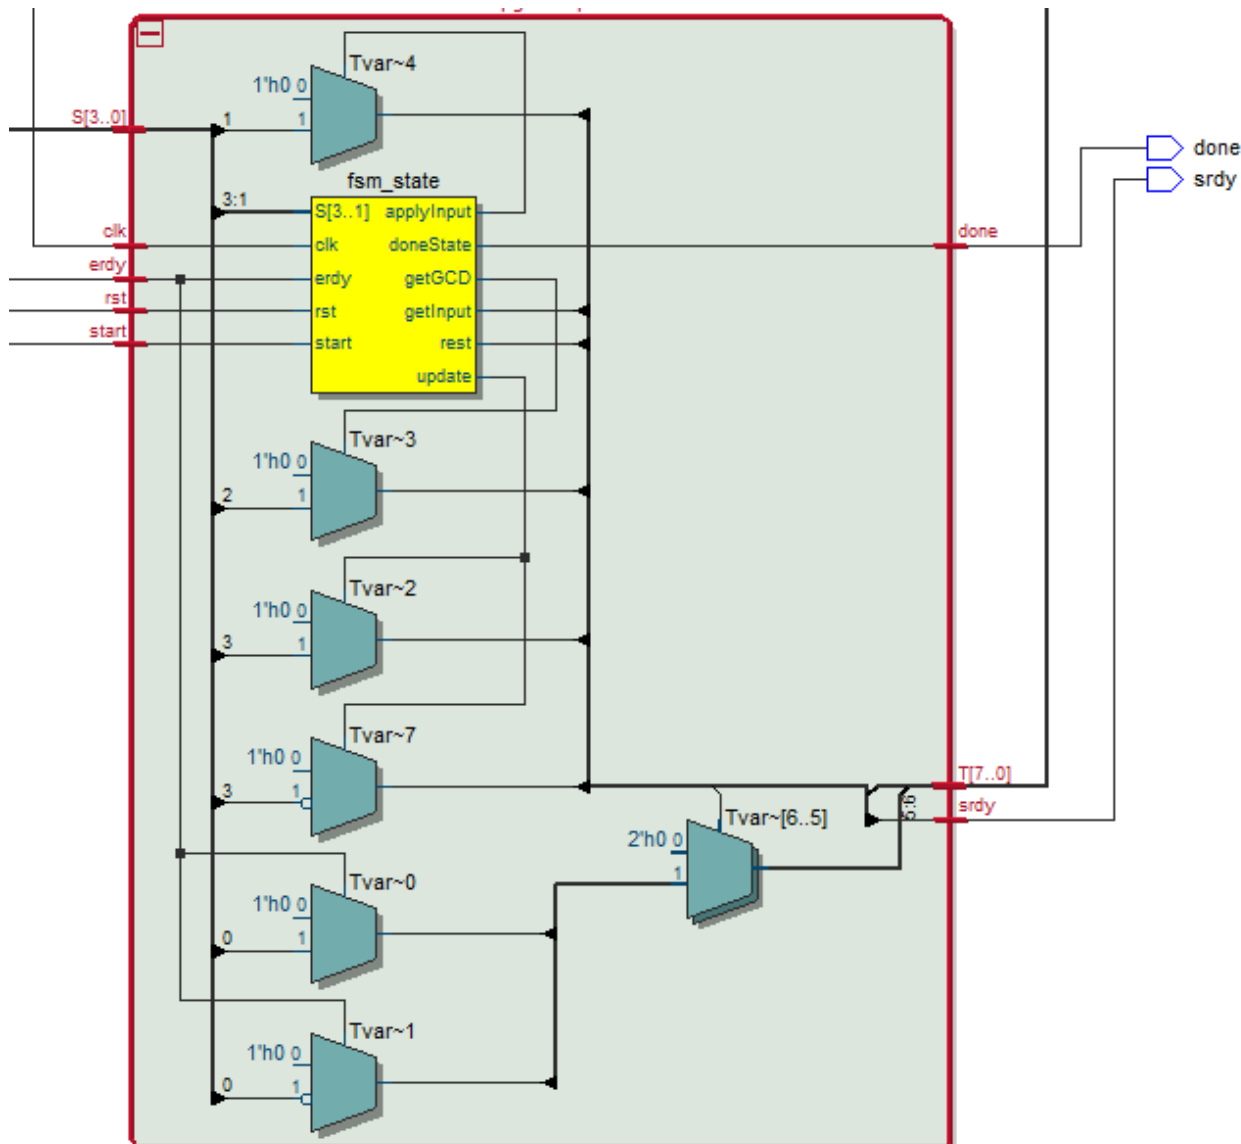 Tvar~4
1'h0 0
1
1
S[3..0]
done
srdy
fsm_state
3:1
S[3..1] applyInput
clk
clk doneState
done
erdy
erdy getGCD
rst
rst getInput
start
start rest
update
Tvar~3
1'h0 0
2
1
Tvar~2
1'h0 0
3
1
Tvar~7
1'h0 0
3
1
T[7..0]
5:6
srdy
Tvar~[6..5]
2'h0 0
1
Tvar~0
1'h0 0
0
1
Tvar~1
1'h0 0
0
1